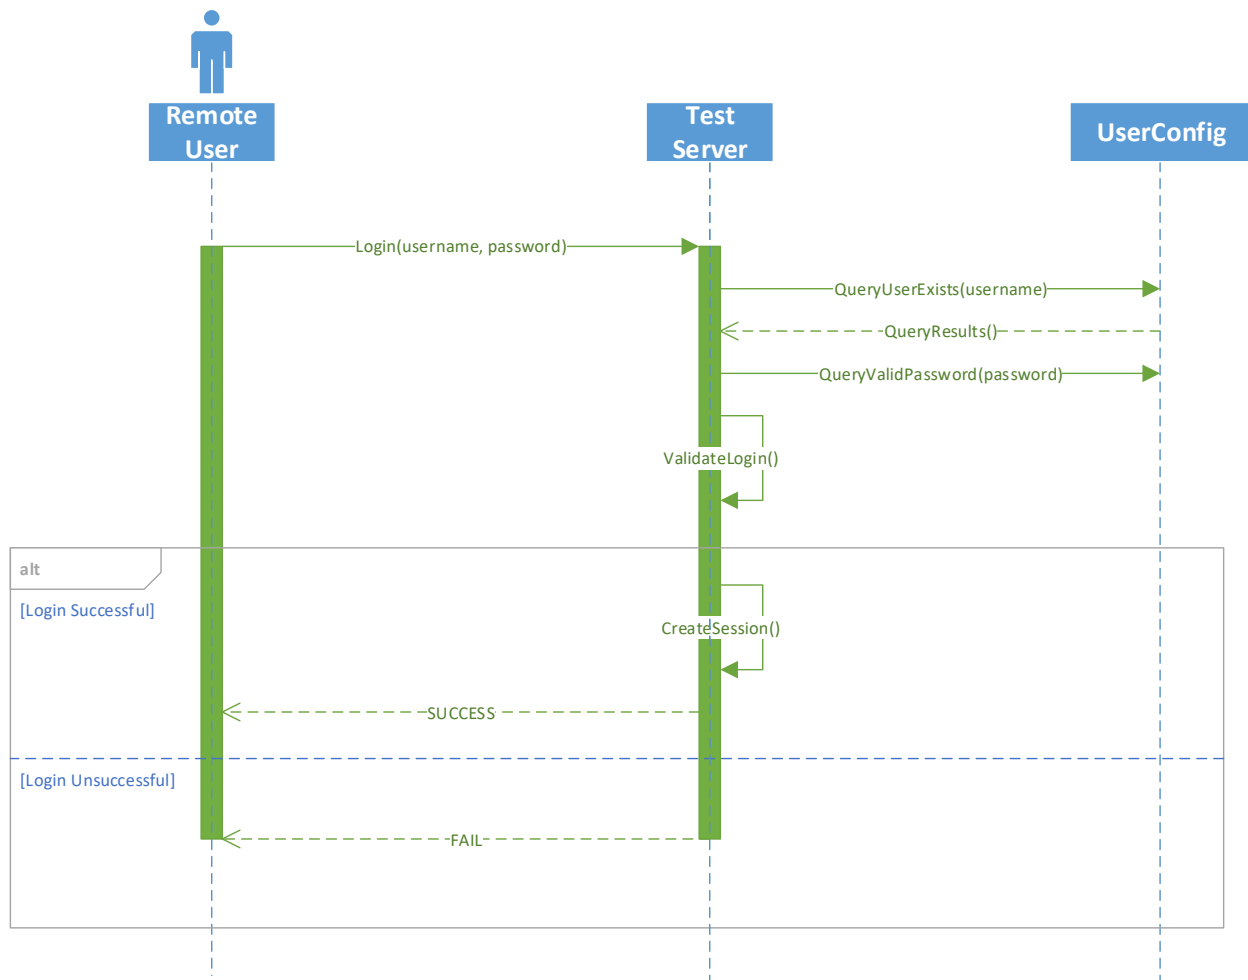 Remote
User
Test
Server
UserConfig
Login(username, password)
QueryUserExists(username)
QueryResults()
QueryValidPassword(password)
ValidateLogin()
alt
[Login Successful]
CreateSession()
SUCCESS
[Login Unsuccessful]
FAIL